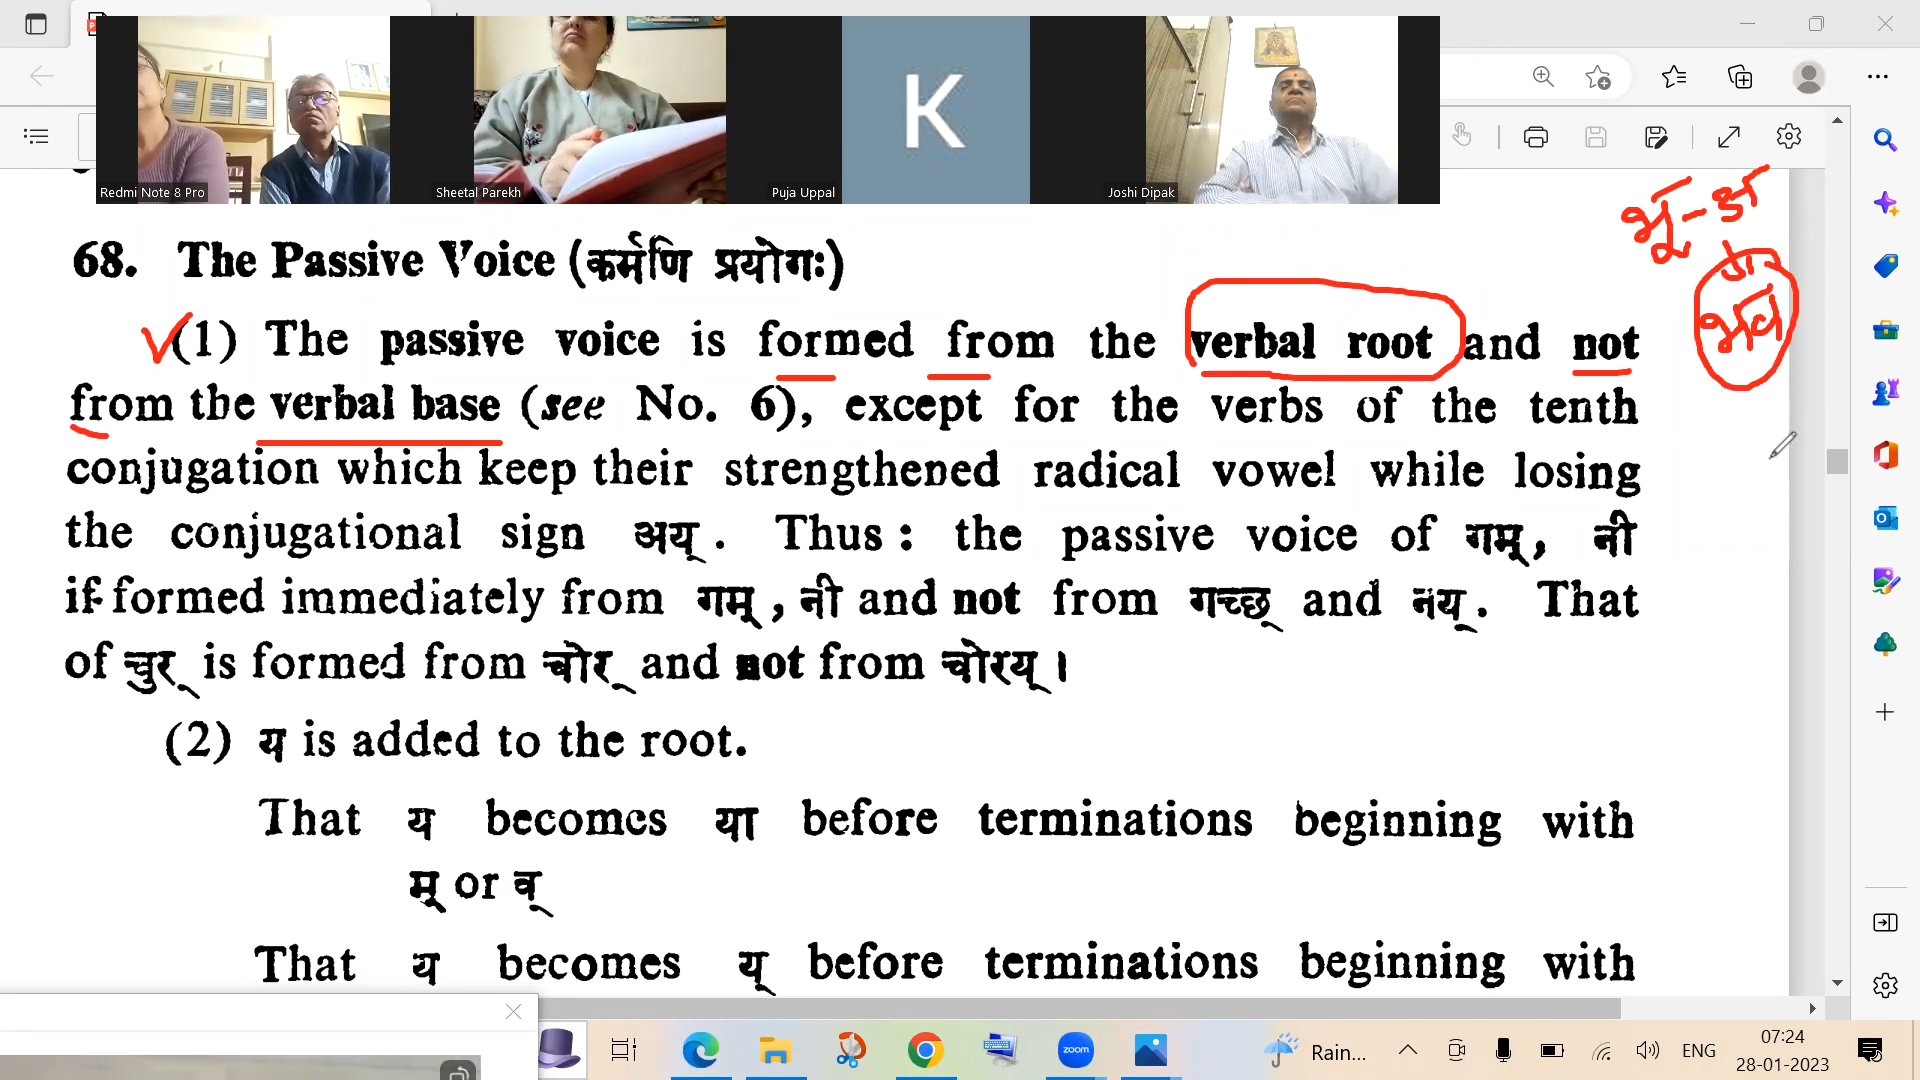 Redmi Note 8 Pro
Sheetal Parekh
Puja Uppal
K
Joshi Dipak
भू - अ
भव
68. The Passive Voice (कर्मणि प्रयोगः)
(1) The passive voice is formed from the verbal root and not
from the verbal base (see No. 6), except for the verbs of the tenth
conjugation which keep their strengthened radical vowel while losing
the conjugational sign अय्. Thus: the passive voice of गम्, नी
if formed immediately from गम्, नी and not from गच्छ् and नय्. That
of चुर् is formed from चोर् and not from चोरय्।
(2) य is added to the root.
That य becomes या before terminations beginning with
म् or व्
That य becomes य् before terminations beginning with
zoom
Rain...
ENG
07:24
28-01-2023